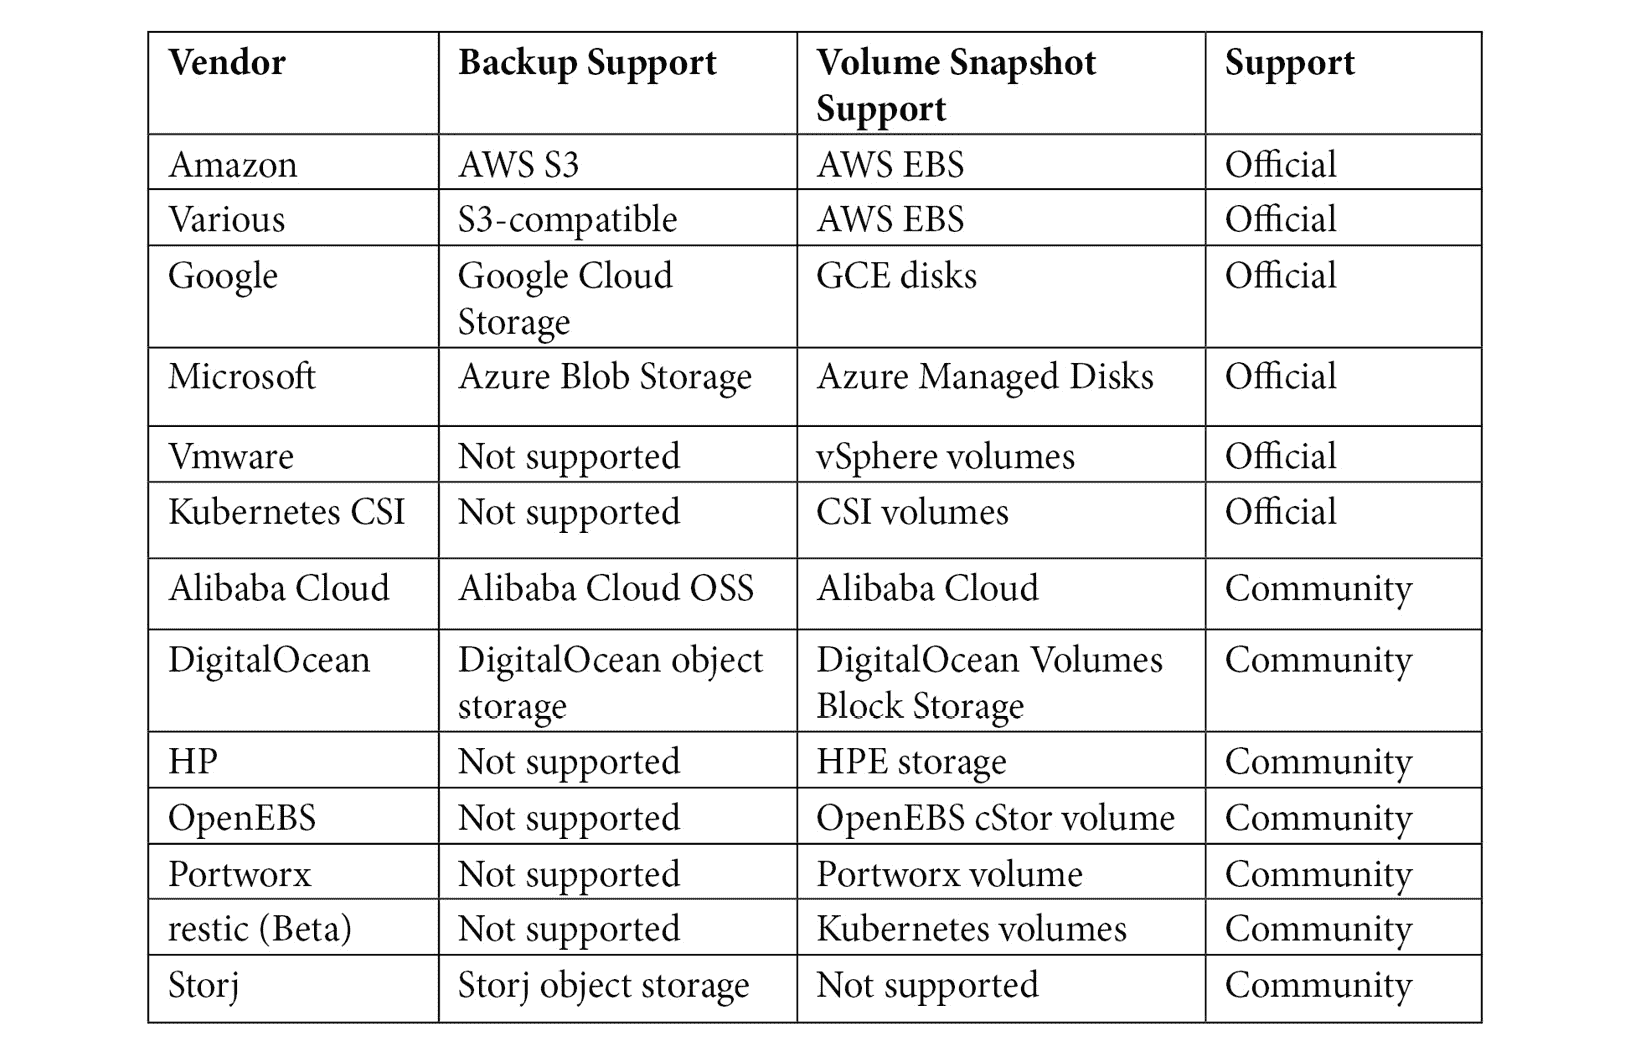 Vendor Backup Support Volume Snapshot Support
Support
Amazon AWS S3 AWS EBS Official
Various S3-compatible AWS EBS Official
Google Google Cloud GCE disks Official
Storage
Microsoft Azure Blob Storage Azure Managed Disks Official
Vmware Not supported vSphere volumes Official
Kubernetes CSI Not supported CSI volumes Official
Alibaba Cloud Alibaba Cloud OSS Alibaba Cloud Community
DigitalOcean DigitalOcean object DigitalOcean Volumes Community
storage Block Storage
HP Not supported HPE storage Community
OpenEBS Not supported OpenEBS cStor volume Community
Portworx Not supported Portworx volume Community
restic (Beta) Not supported Kubernetes volumes Community
Storj Storj object storage Not supported Community